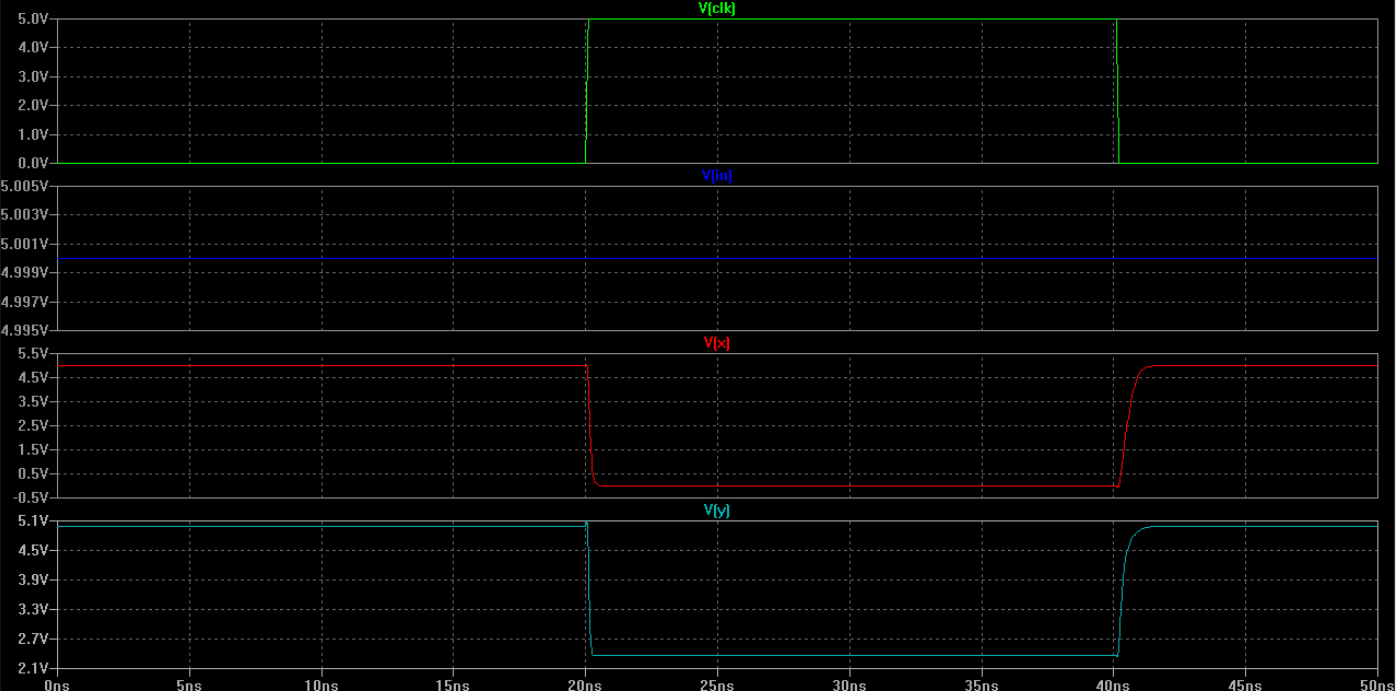 V(clk)
5.0V
4.0V
3.0V
2.0V
1.0V
0.0V
V(in)
5.005V
5.003V
5.001V
4.999V
4.997V
4.995V
V(x)
5.5V
4.5V
3.5V
2.5V
1.5V
0.5V
-0.5V
V(y)
5.1V
4.5V
3.9V
3.3V
2.7V
2.1V
0ns 5ns 10ns 15ns 20ns 25ns 30ns 35ns 40ns 45ns 50ns